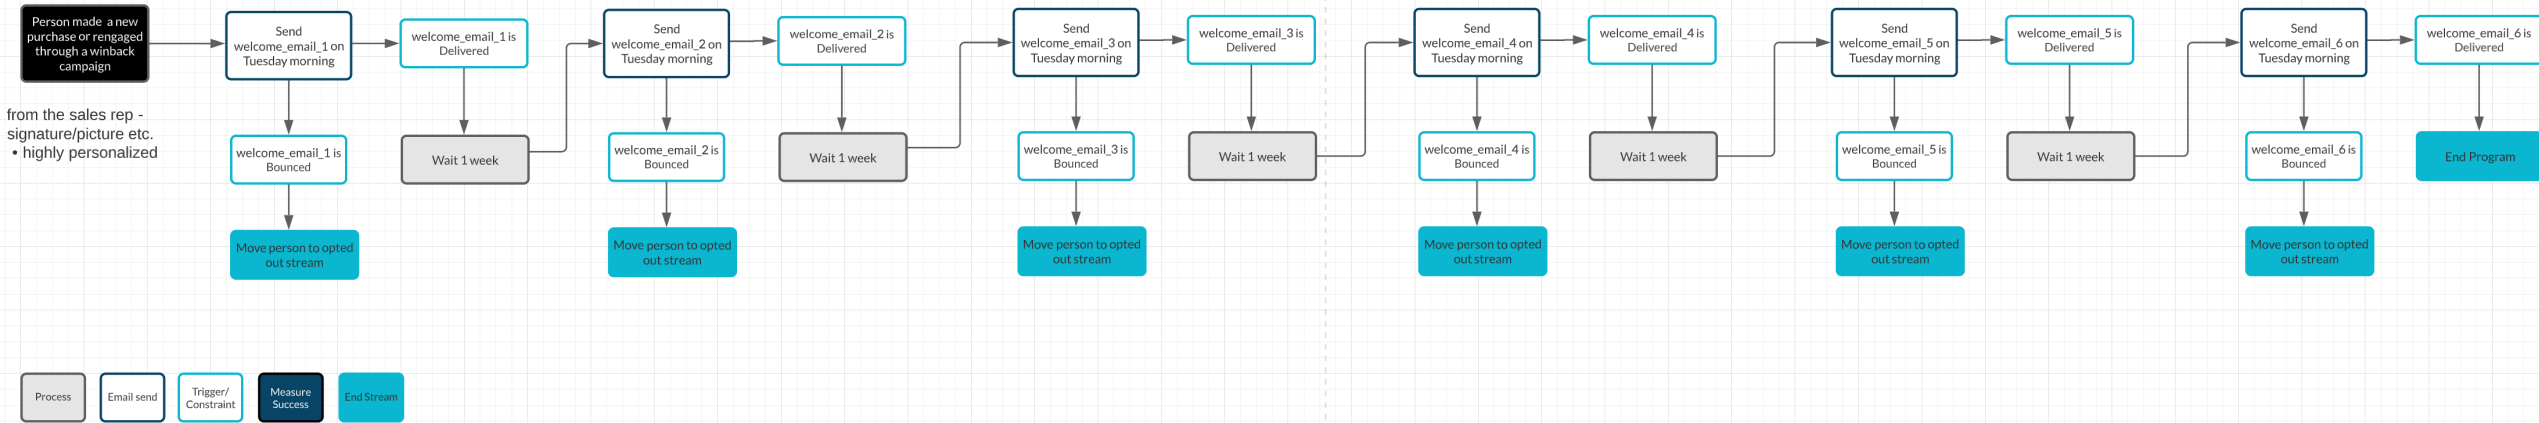 Person made a new
purchase or rengaged
through a winback
campaign
from the sales rep -
signature/picture etc.
• highly personalized
Send
welcome_email_1 on
Tuesday morning
welcome_email_1 is
Delivered
welcome_email_1 is
Bounced
Wait 1 week
Move person to opted
out stream
Send
welcome_email_2 on
Tuesday morning
welcome_email_2 is
Delivered
welcome_email_2 is
Bounced
Wait 1 week
Move person to opted
out stream
Send
welcome_email_3 on
Tuesday morning
welcome_email_3 is
Delivered
welcome_email_3 is
Bounced
Wait 1 week
Move person to opted
out stream
Send
welcome_email_4 on
Tuesday morning
welcome_email_4 is
Delivered
welcome_email_4 is
Bounced
Wait 1 week
Move person to opted
out stream
Send
welcome_email_5 on
Tuesday morning
welcome_email_5 is
Delivered
welcome_email_5 is
Bounced
Wait 1 week
Move person to opted
out stream
Send
welcome_email_6 on
Tuesday morning
welcome_email_6 is
Delivered
welcome_email_6 is
Bounced
End Program
Move person to opted
out stream
Process
Email send
Trigger/
Constraint
Measure
Success
End Stream